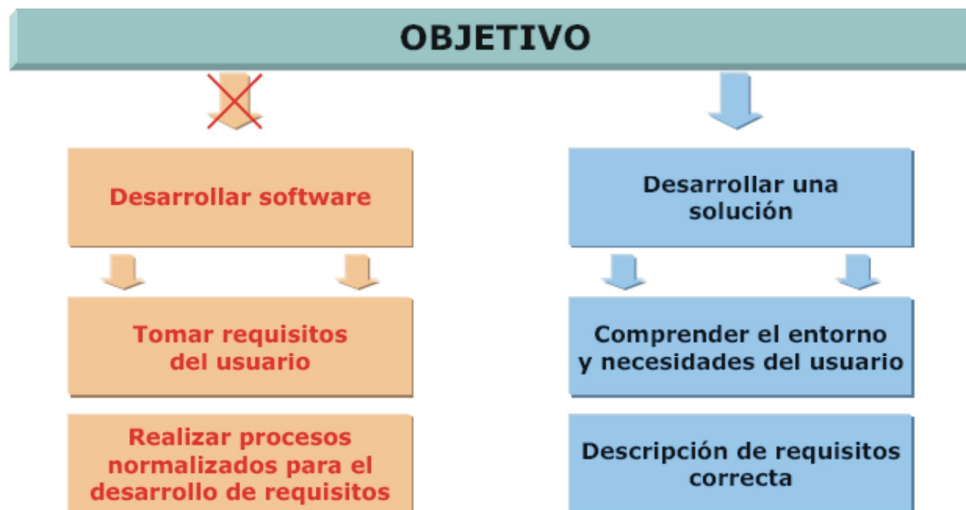 OBJETIVO
Desarrollar software
Tomar requisitos
del usuario
Realizar procesos
normalizados para el
desarrollo de requisitos
Desarrollar una
solución
Comprender el entorno
y necesidades del usuario
Descripción de requisitos
correcta